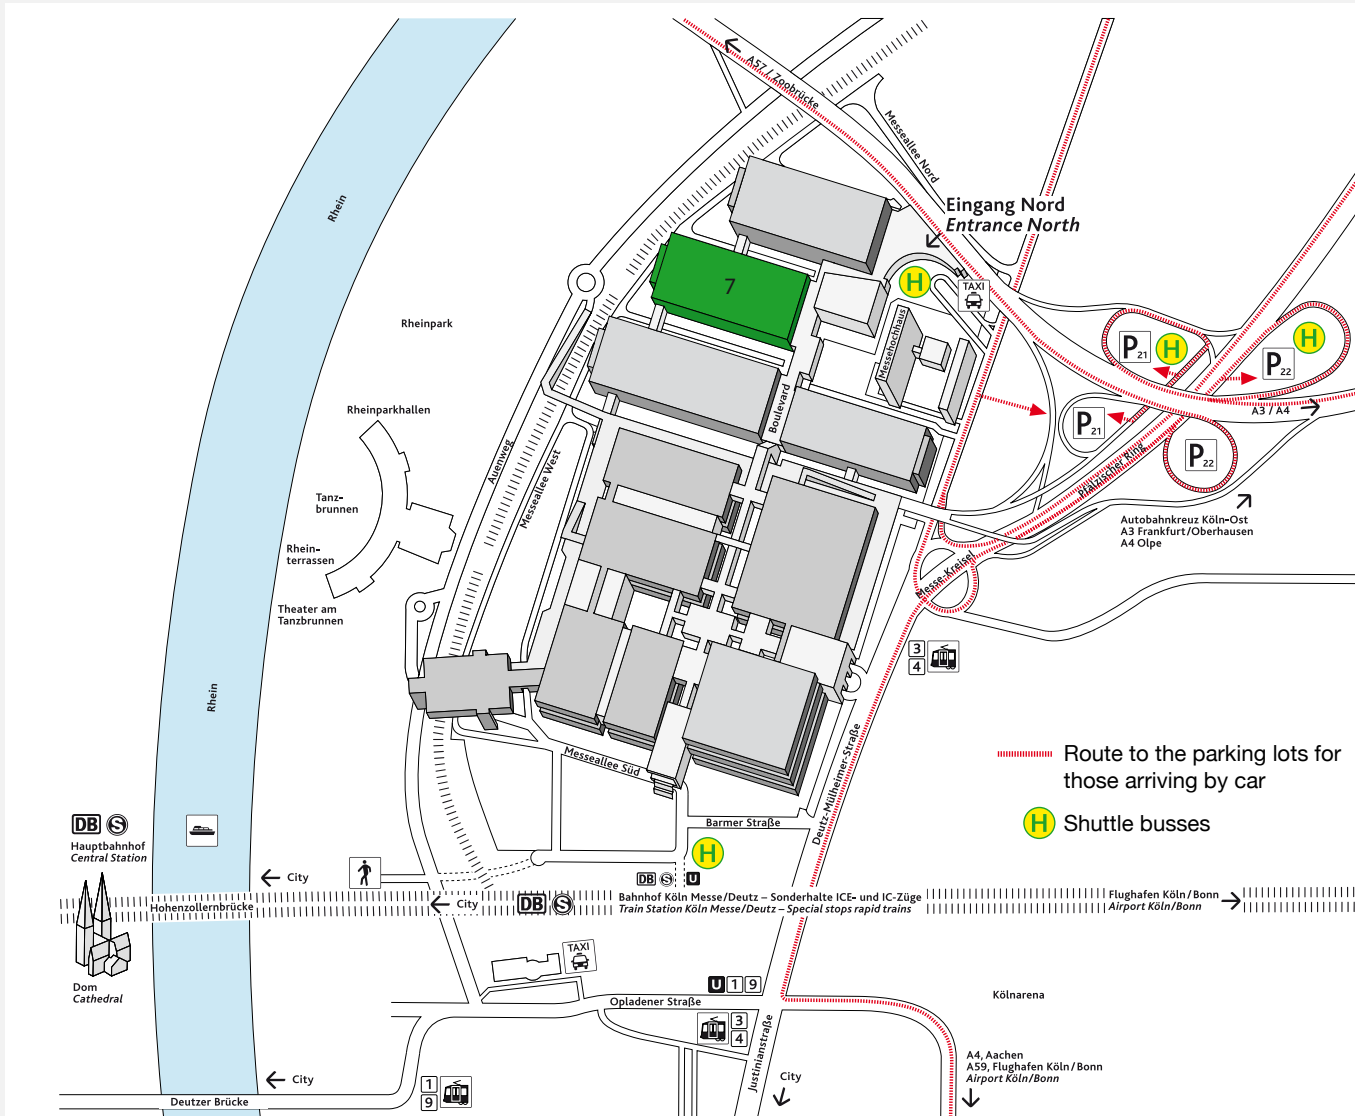 A57 / Zoobrücke
Messeallee Nord
Eingang Nord
Entrance North
Rhein
7
H
TAXI
Rheinpark
Messehochhaus
P21
H
H
P22
Boulevard
A3 / A4
Rheinparkhallen
P21
P22
Auenweg
Messeallee West
Pfälzischer Ring
Tanz-
brunnen
Autobahnkreuz Köln-Ost
A3 Frankfurt/Oberhausen
A4 Olpe
Rhein-
terrassen
Messe-Kreisel
Theater am
Tanzbrunnen
3
4
Rhein
Deutz-Mülheimer-Straße
Route to the parking lots for
those arriving by car
Messeallee Süd
H Shuttle busses
Barmer Straße
DB S
Hauptbahnhof
Central Station
H
City
DB S U
Hohenzollernbrücke
City
DB S
Bahnhof Köln Messe/Deutz – Sonderhalte ICE- und IC-Züge
Train Station Köln Messe/Deutz – Special stops rapid trains
Flughafen Köln/Bonn
Airport Köln/Bonn
TAXI
Dom
Cathedral
U 1 9
Opladener Straße
Kölnarena
3
4
Justinianstraße
A4, Aachen
A59, Flughafen Köln/Bonn
Airport Köln/Bonn
City
City
1
9
Deutzer Brücke